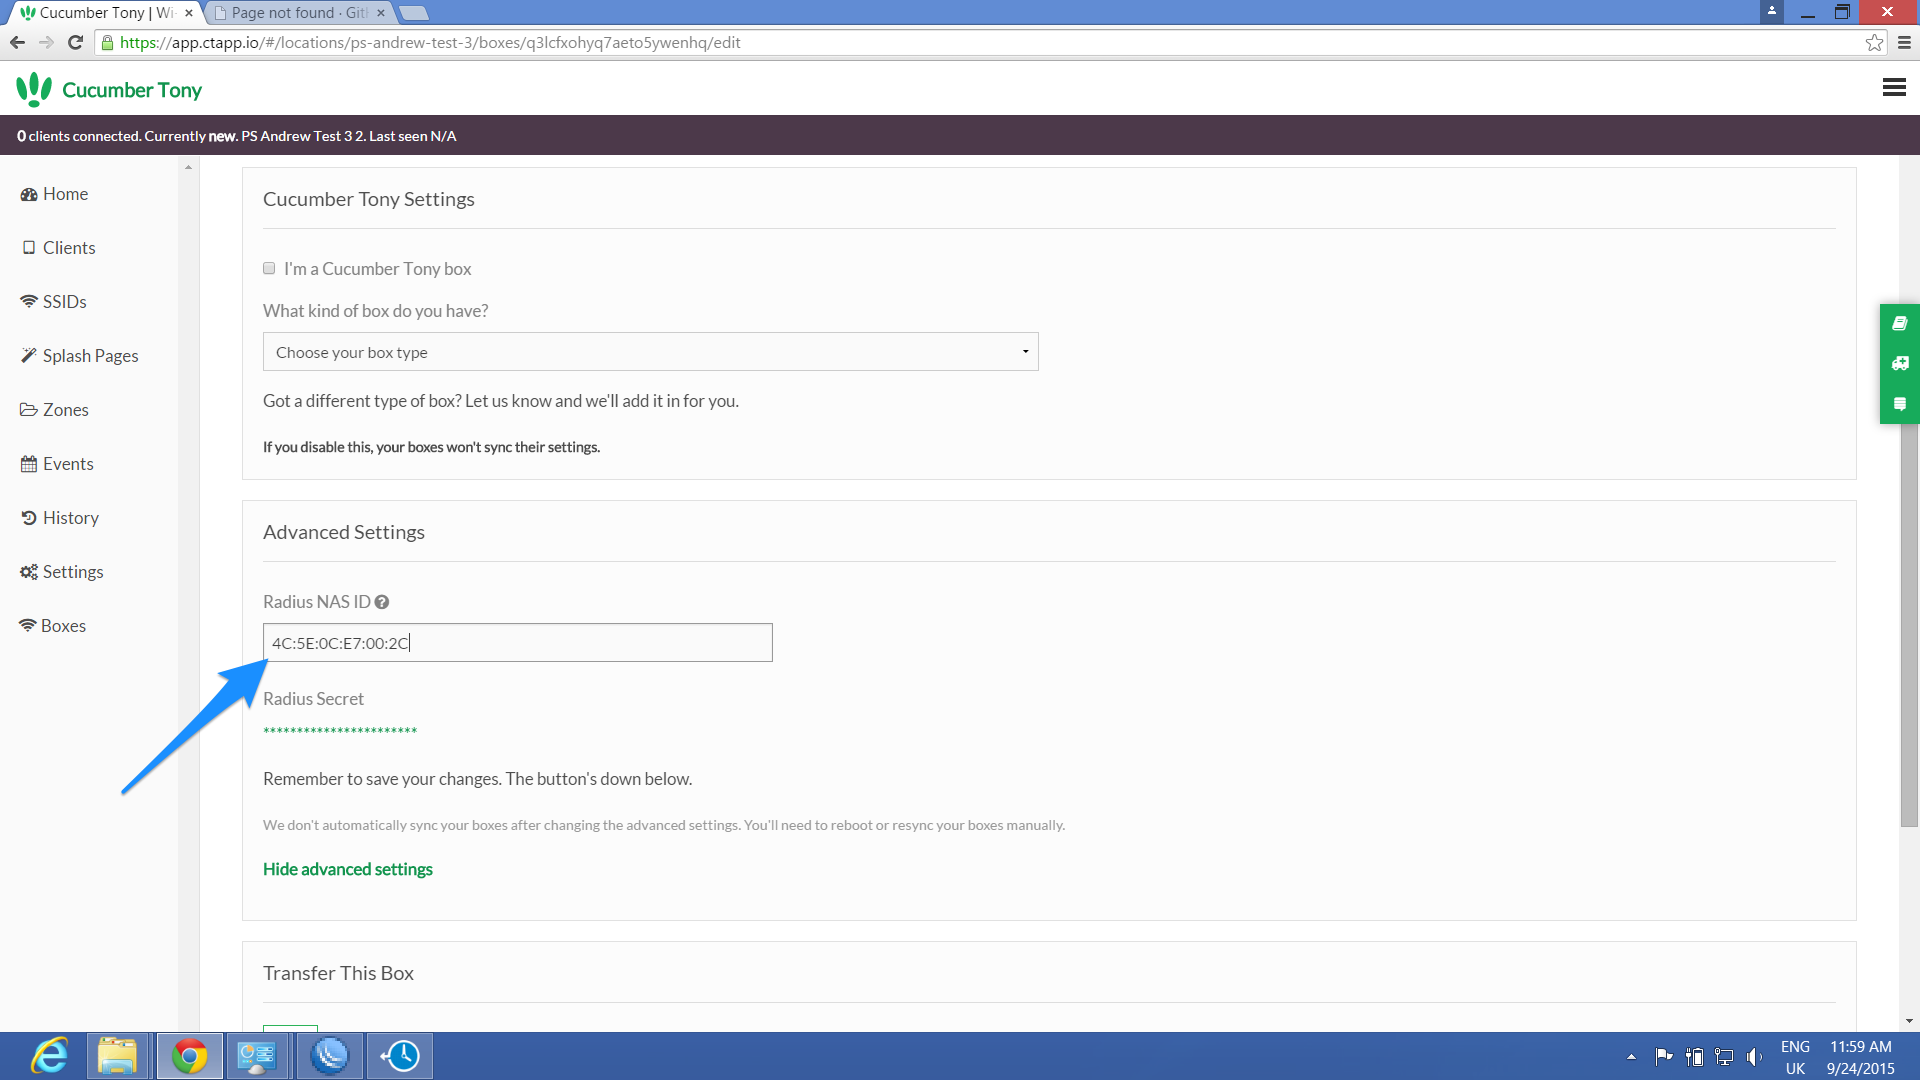 Cucumber Tony | Wi-
Page not found · Git
https://app.ctapp.io/#/locations/ps-andrew-test-3/boxes/q3lcfxohyq7aeto5ywenhq/edit
Cucumber Tony
0 clients connected. Currently new. PS Andrew Test 3 2. Last seen N/A
Home
Clients
SSIDs
Splash Pages
Zones
Events
History
Settings
Boxes
Cucumber Tony Settings
I'm a Cucumber Tony box
What kind of box do you have?
Choose your box type
Got a different type of box? Let us know and we'll add it in for you.
If you disable this, your boxes won't sync their settings.
Advanced Settings
Radius NAS ID
4C:5E:0C:E7:00:2C
Radius Secret
***********************
Remember to save your changes. The button's down below.
We don't automatically sync your boxes after changing the advanced settings. You'll need to reboot or resync your boxes manually.
Hide advanced settings
Transfer This Box
ENG
UK
11:59 AM
9/24/2015